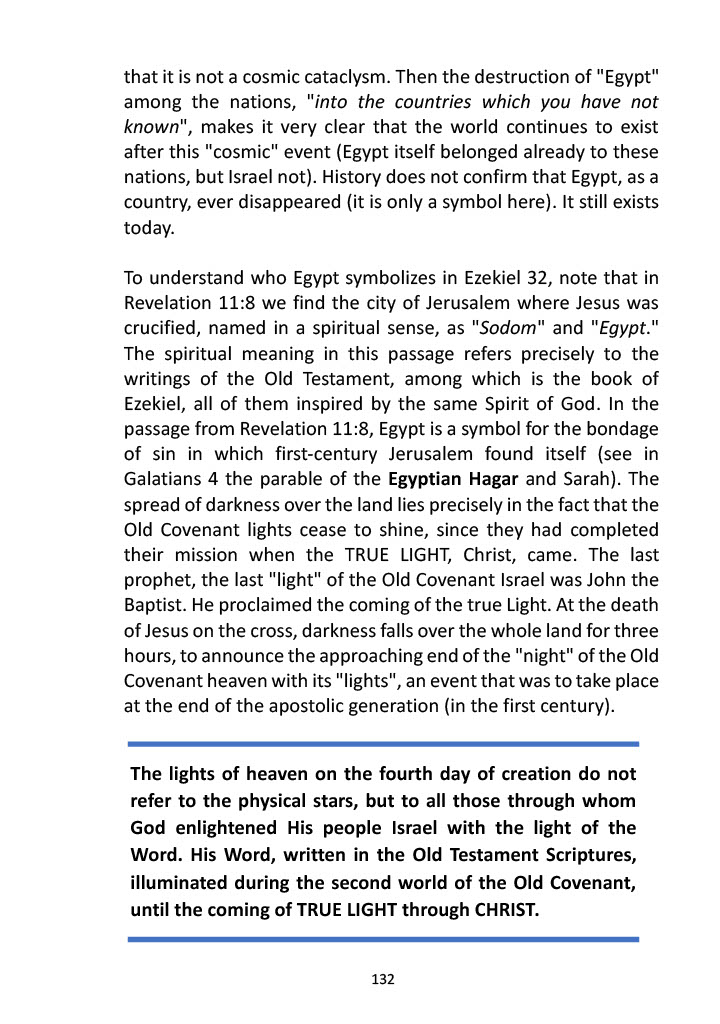 that it is not a cosmic cataclysm. Then the destruction of "Egypt"
among the nations, "into the countries which you have not
known", makes it very clear that the world continues to exist
after this "cosmic" event (Egypt itself belonged already to these
nations, but Israel not). History does not confirm that Egypt, as a
country, ever disappeared (it is only a symbol here). It still exists
today.
To understand who Egypt symbolizes in Ezekiel 32, note that in
Revelation 11:8 we find the city of Jerusalem where Jesus was
crucified, named in a spiritual sense, as "Sodom" and "Egypt."
The spiritual meaning in this passage refers precisely to the
writings of the Old Testament, among which is the book of
Ezekiel, all of them inspired by the same Spirit of God. In the
passage from Revelation 11:8, Egypt is a symbol for the bondage
of sin in which first-century Jerusalem found itself (see in
Galatians 4 the parable of the Egyptian Hagar and Sarah). The
spread of darkness over the land lies precisely in the fact that the
Old Covenant lights cease to shine, since they had completed
their mission when the TRUE LIGHT, Christ, came. The last
prophet, the last "light" of the Old Covenant Israel was John the
Baptist. He proclaimed the coming of the true Light. At the death
of Jesus on the cross, darkness falls over the whole land for three
hours, to announce the approaching end of the "night" of the Old
Covenant heaven with its "lights", an event that was to take place
at the end of the apostolic generation (in the first century).
The lights of heaven on the fourth day of creation do not
refer to the physical stars, but to all those through whom
God enlightened His people Israel with the light of the
Word. His Word, written in the Old Testament Scriptures,
illuminated during the second world of the Old Covenant,
until the coming of TRUE LIGHT through CHRIST.
132